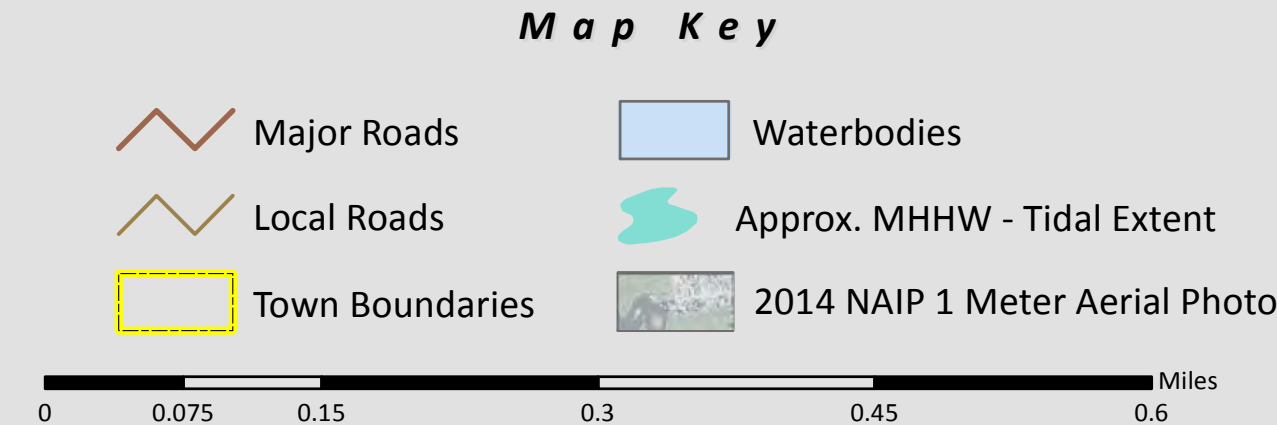 Map Key
Major Roads
Waterbodies
Local Roads
Approx. MHHW - Tidal Extent
Town Boundaries
2014 NAIP 1 Meter Aerial Photo
Miles
0 0.075 0.15 0.3 0.45 0.6